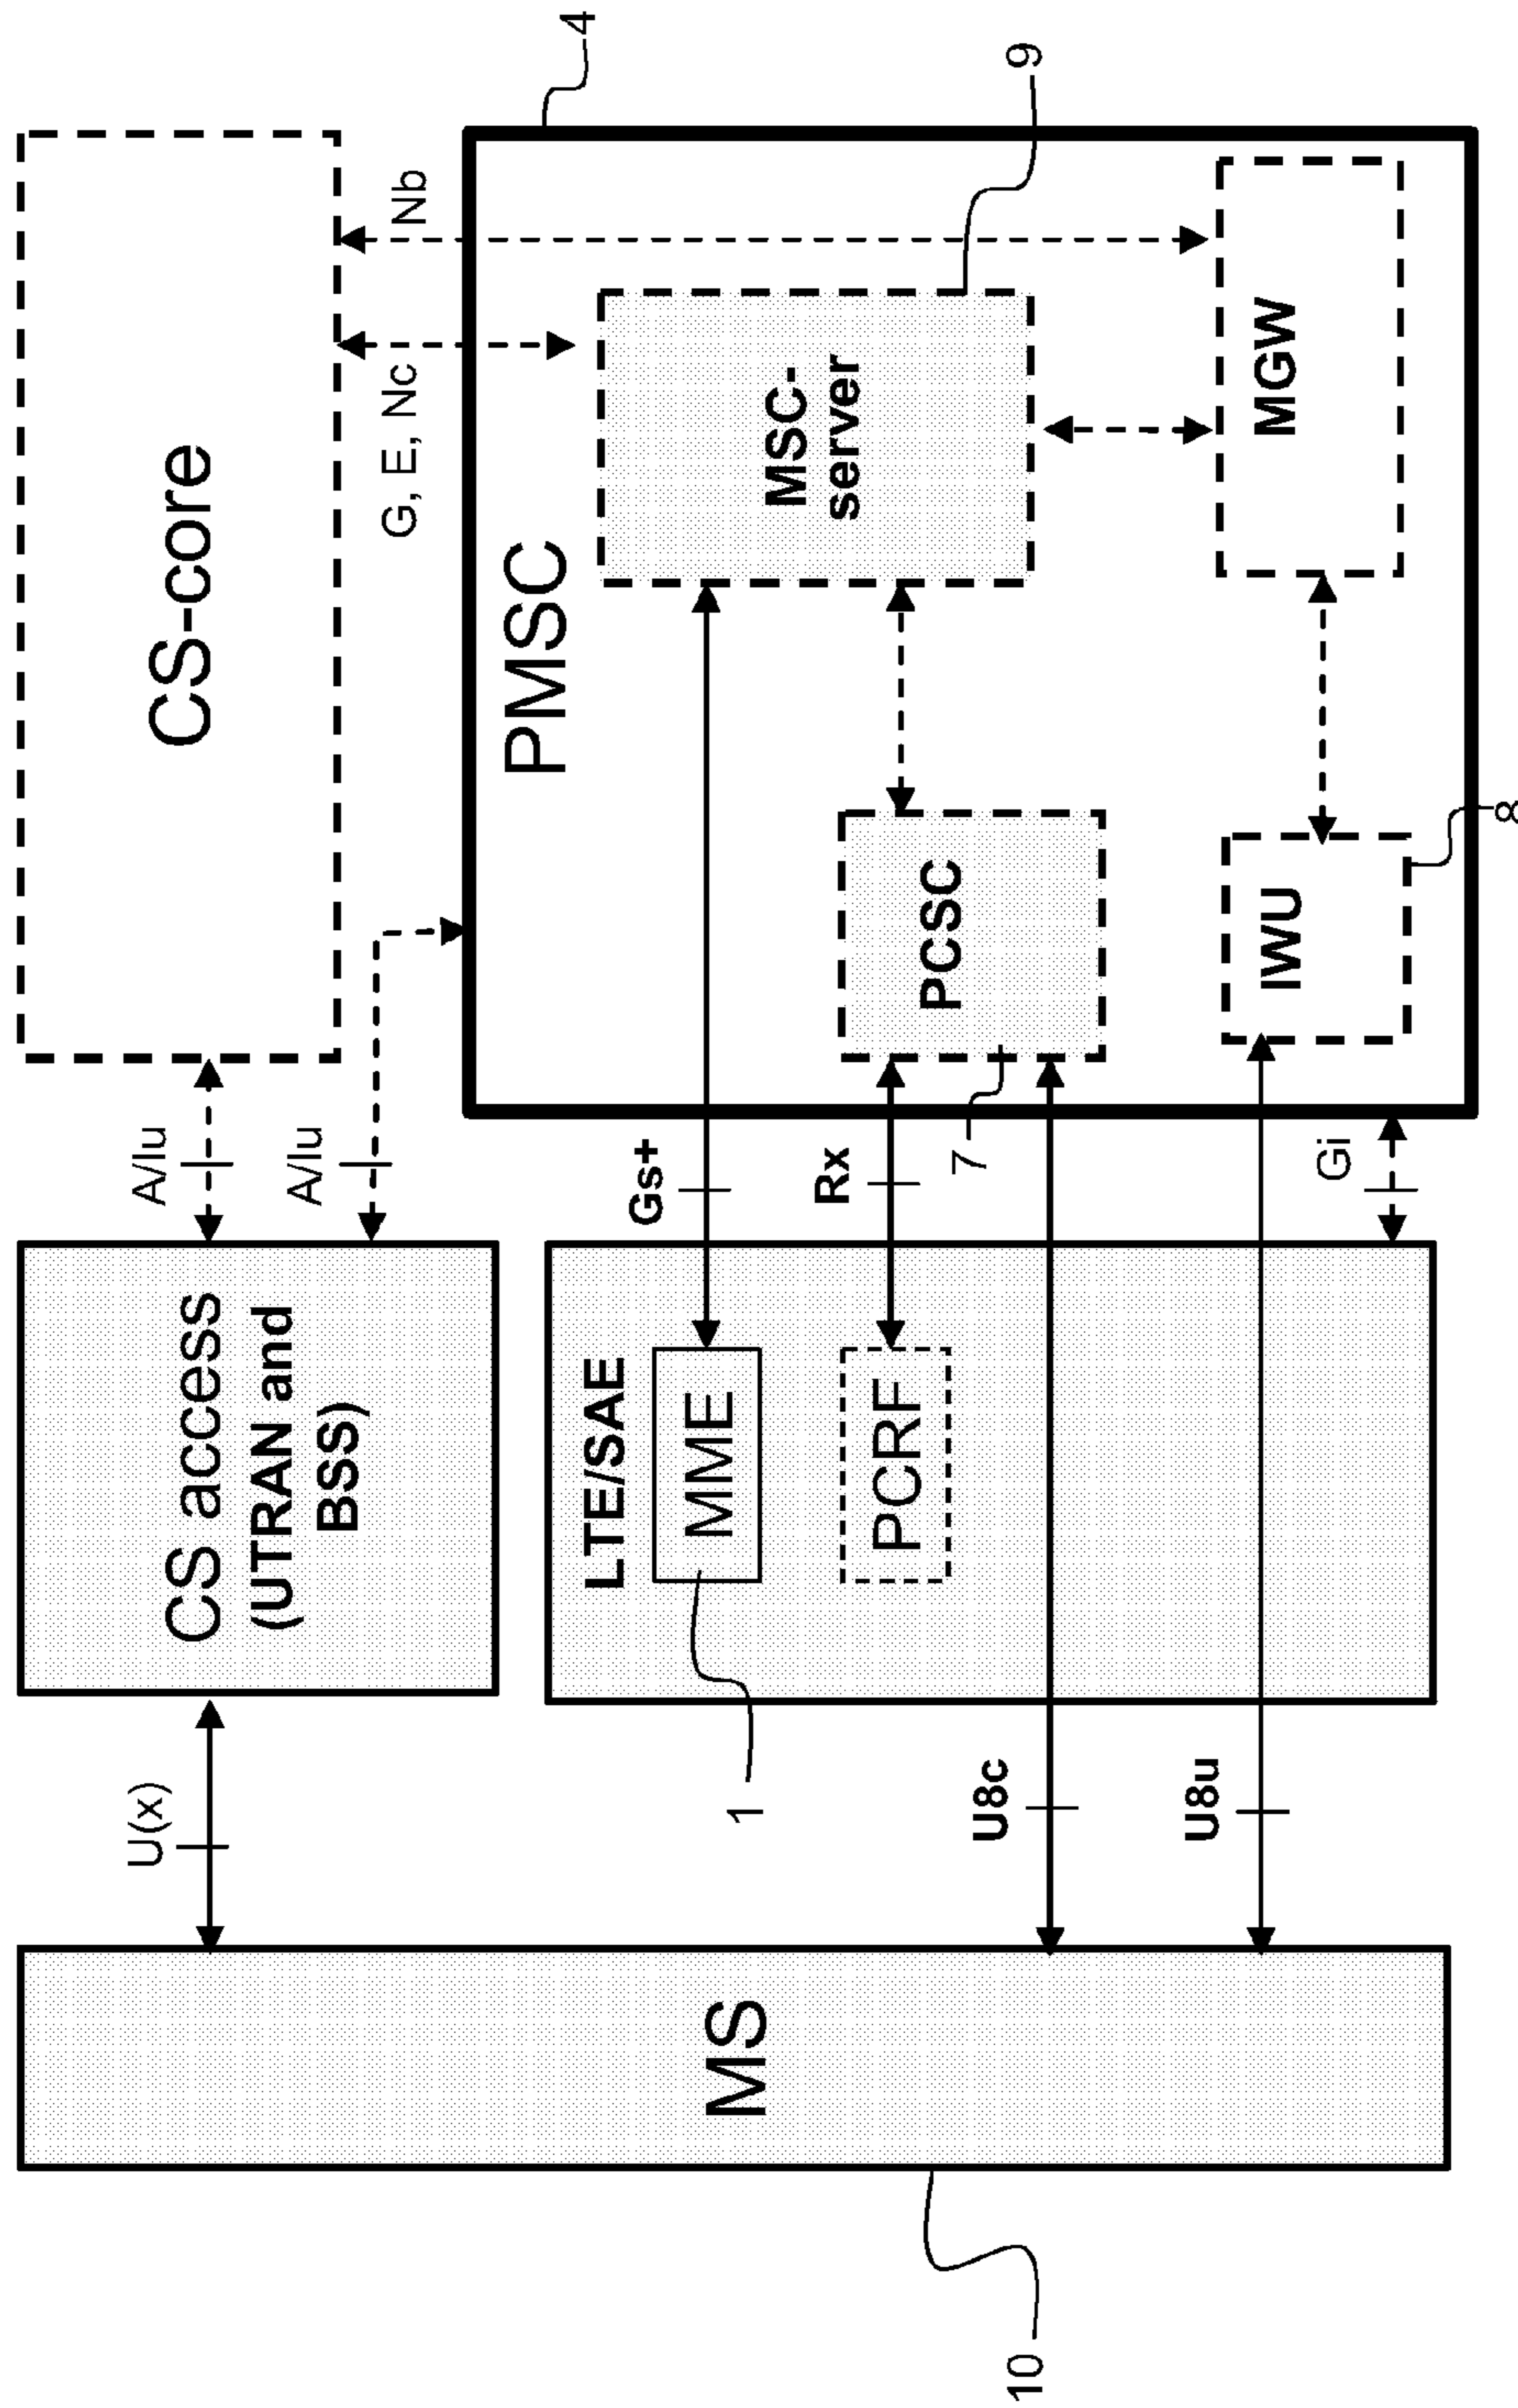 CS-core
4
Nb
G, E, Nc
9
PMSC
MSC-
server
MGW
PCSC
IWU
8
7
A/Iu
A/Iu
Gs+
Rx
Gi
CS access
(UTRAN and
BSS)
LTE/SAE
MME
PCRF
1
U(x)
U8c
U8u
MS
10